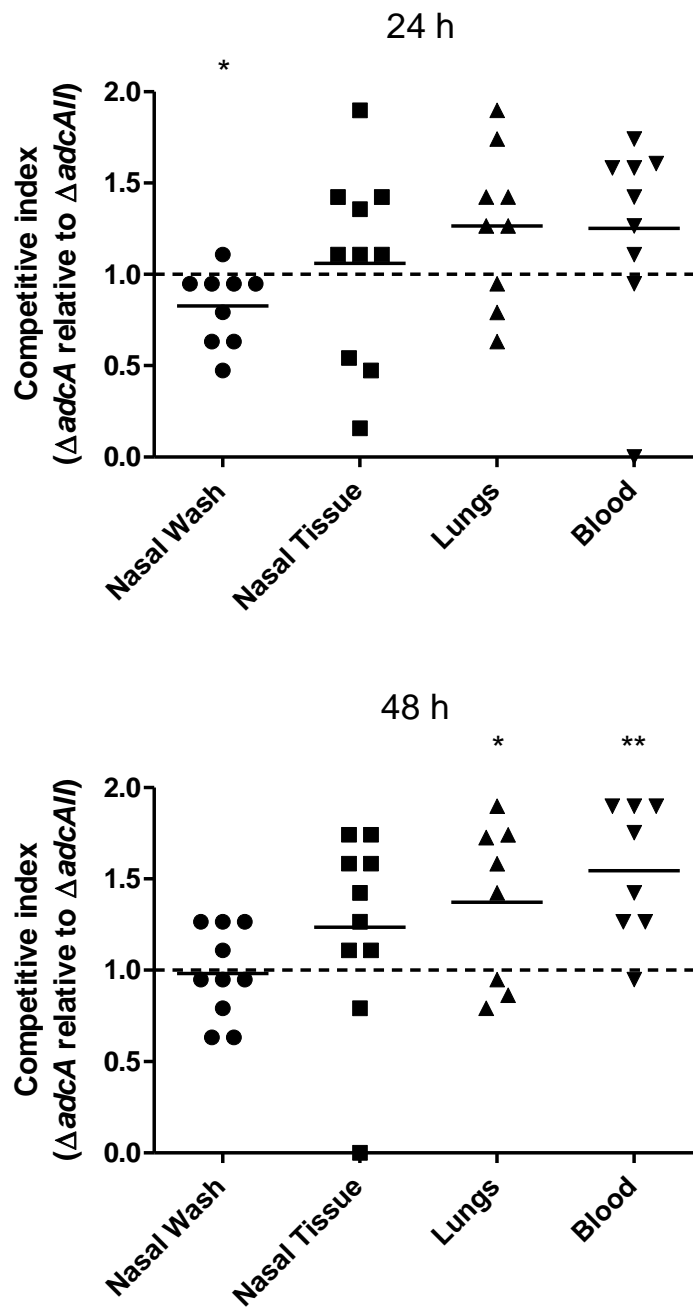 24 h
*
Competitive index
(ΔadcA relative to ΔadcAII)
2.0
1.5
1.0
0.5
0.0
Nasal Wash
Nasal Tissue
Lungs
Blood
48 h
*
**
Competitive index
(ΔadcA relative to ΔadcAII)
2.0
1.5
1.0
0.5
0.0
Nasal Wash
Nasal Tissue
Lungs
Blood